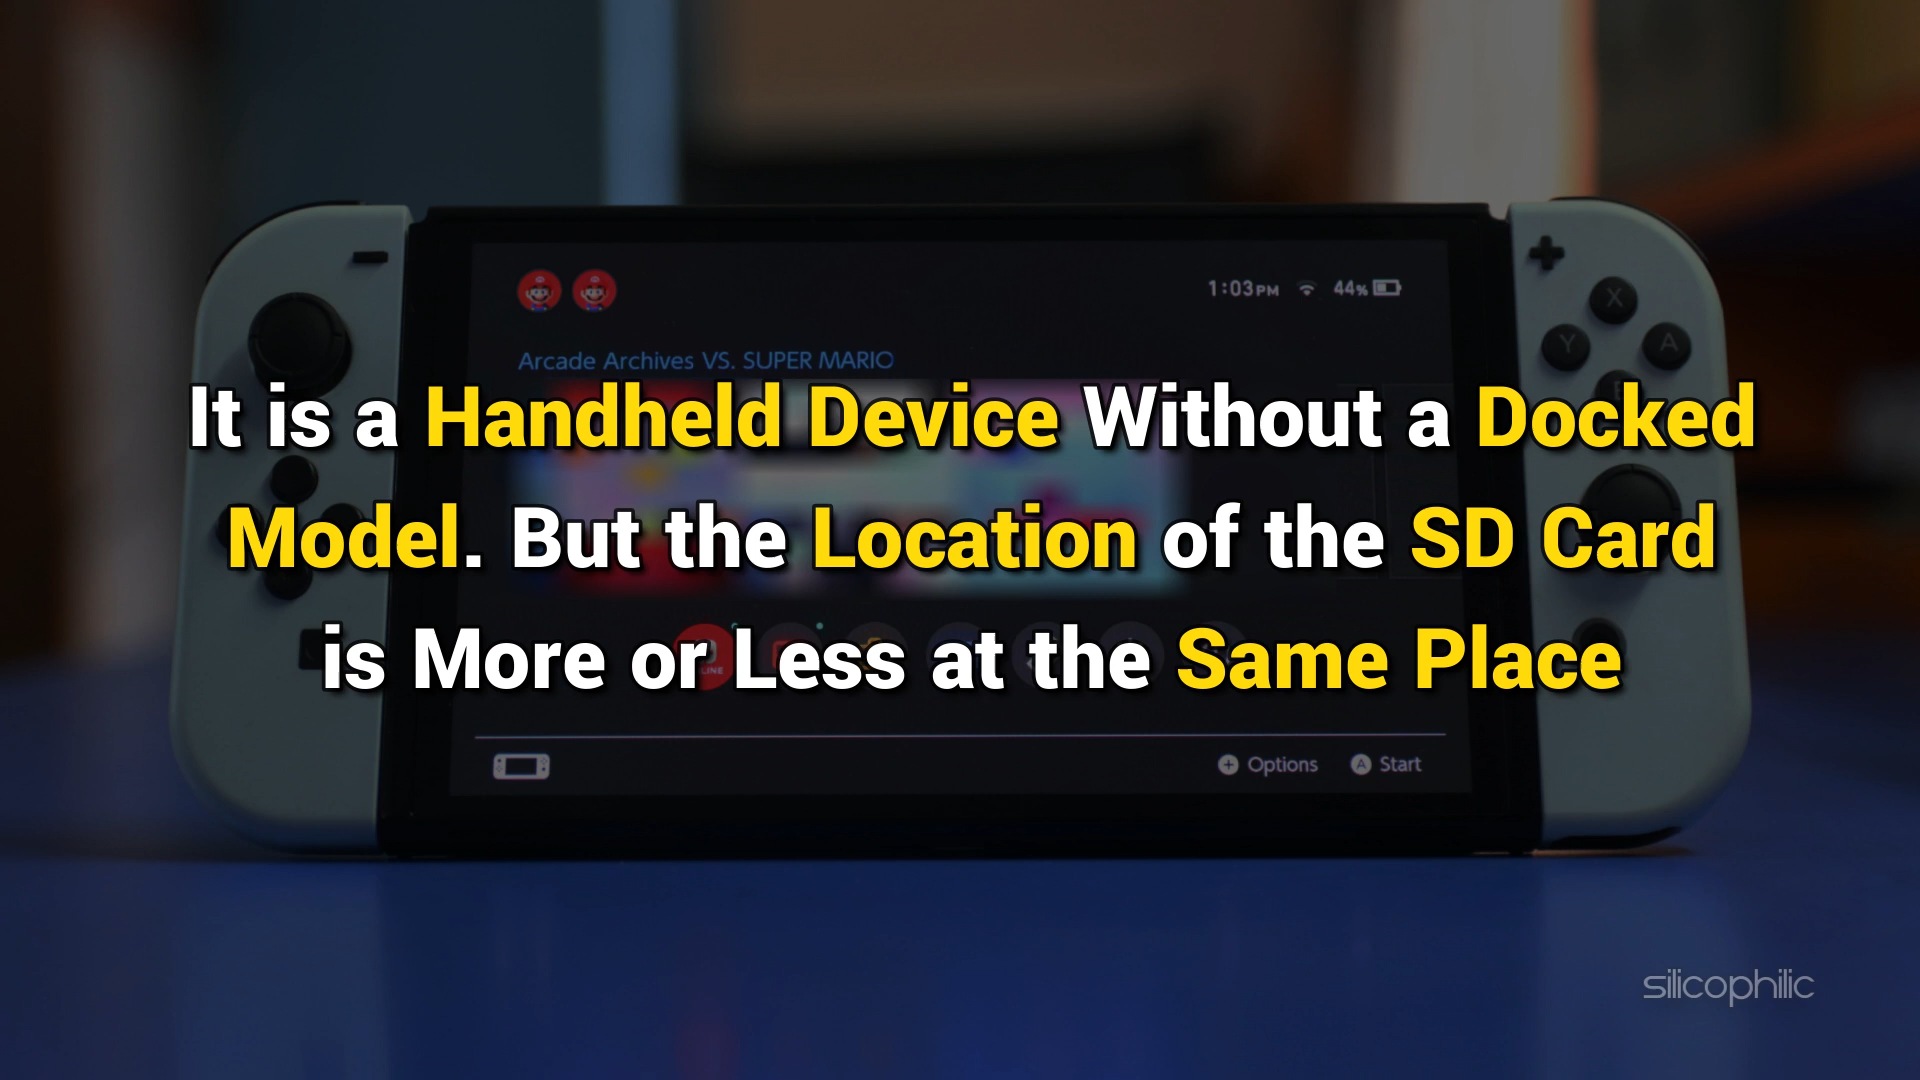 1:03PM 44%
Arcade Archives VS. SUPER MARIO
X
Y A
It is a Handheld Device Without a Docked
Model. But the Location of the SD Card
is More or Less at the Same Place
Options A Start
silicophilic